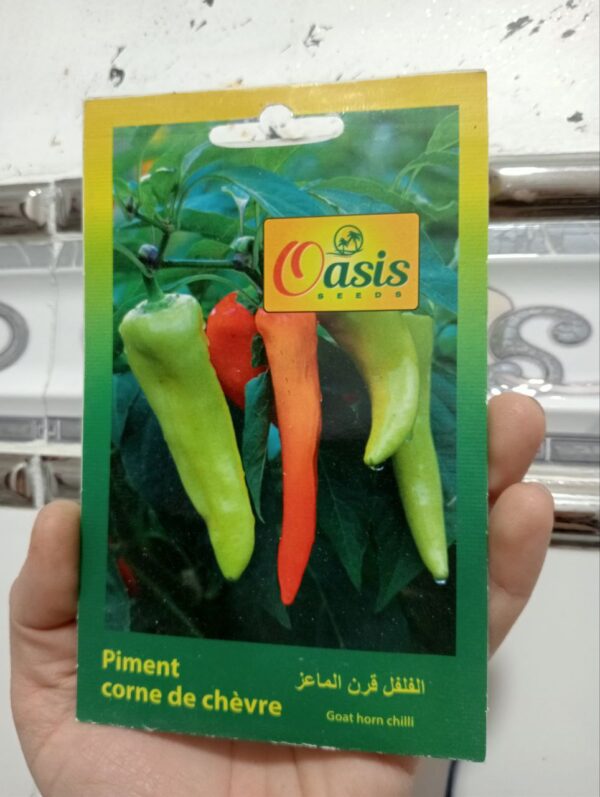 Oasis
SEEDS
Piment
corne de chèvre
الفلفل قرن الماعز
Goat horn chilli